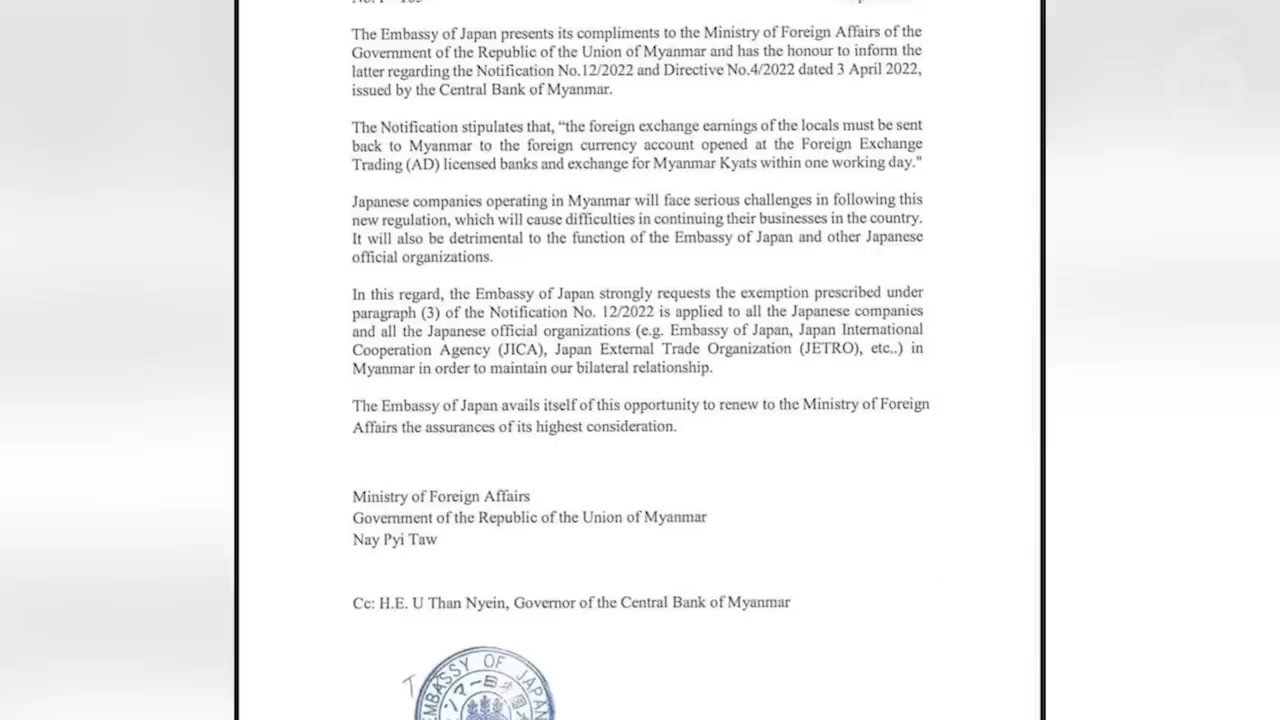 The Embassy of Japan presents its compliments to the Ministry of Foreign Affairs of the
Government of the Republic of the Union of Myanmar and has the honour to inform the
latter regarding the Notification No.12/2022 and Directive No.4/2022 dated 3 April 2022,
issued by the Central Bank of Myanmar.
The Notification stipulates that, “the foreign exchange earnings of the locals must be sent
back to Myanmar to the foreign currency account opened at the Foreign Exchange
Trading (AD) licensed banks and exchange for Myanmar Kyats within one working day."
Japanese companies operating in Myanmar will face serious challenges in following this
new regulation, which will cause difficulties in continuing their businesses in the country.
It will also be detrimental to the function of the Embassy of Japan and other Japanese
official organizations.
In this regard, the Embassy of Japan strongly requests the exemption prescribed under
paragraph (3) of the Notification No. 12/2022 is applied to all the Japanese companies
and all the Japanese official organizations (e.g. Embassy of Japan, Japan International
Cooperation Agency (JICA), Japan External Trade Organization (JETRO), etc..) in
Myanmar in order to maintain our bilateral relationship.
The Embassy of Japan avails itself of this opportunity to renew to the Ministry of Foreign
Affairs the assurances of its highest consideration.
Ministry of Foreign Affairs
Government of the Republic of the Union of Myanmar
Nay Pyi Taw
Cc: H.E. U Than Nyein, Governor of the Central Bank of Myanmar
EMBASSY OF JAPAN